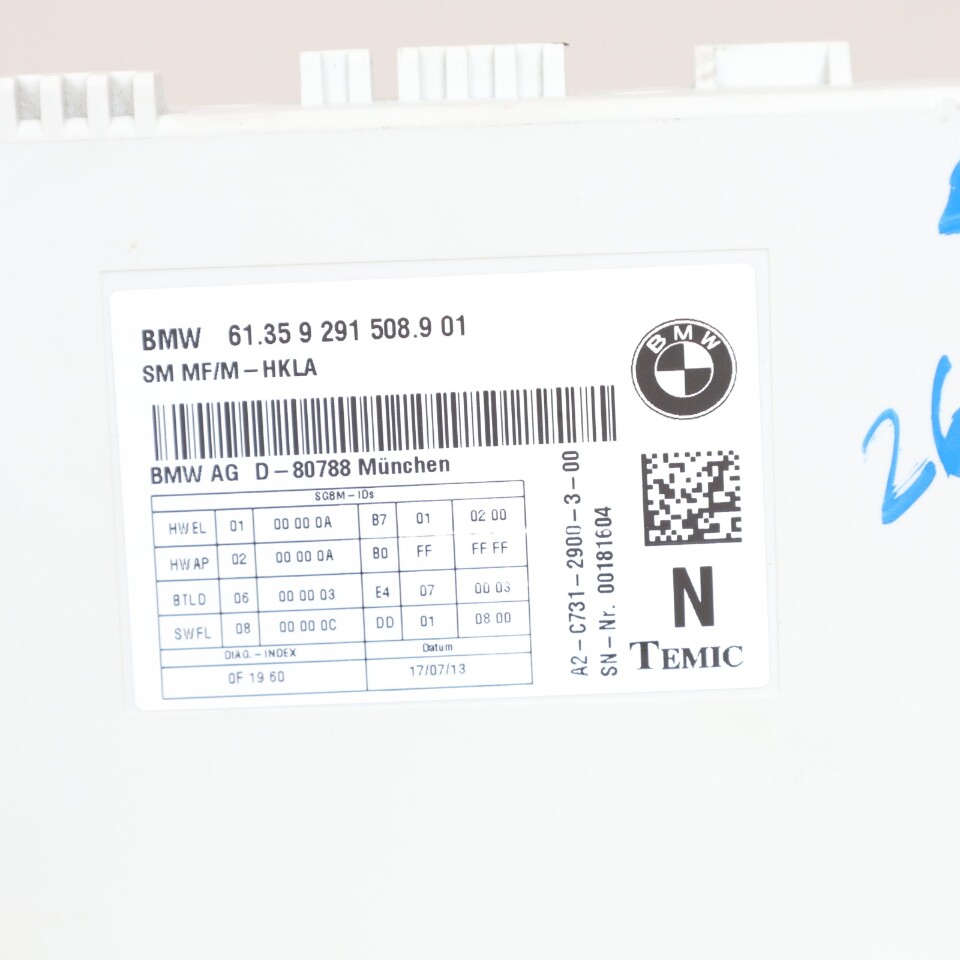 BMW 61.35 9 291 508.9 01
SM MF/M-HKLA
BMW
BMW AG D-80788 München
SGBM-IDs
HWEL 01 00 00 0A B7 01 02 00
HWAP 02 00 00 0A B0 FF FF FF
BTLD 06 00 00 03 E4 07 00 03
SWFL 08 00 00 0C DD 01 08 00
DIAG.-INDEX Datum
0F 19 60 17/07/13
A2-C731-2900-3-00
SN-Nr. 00181604
N
TEMIC
26